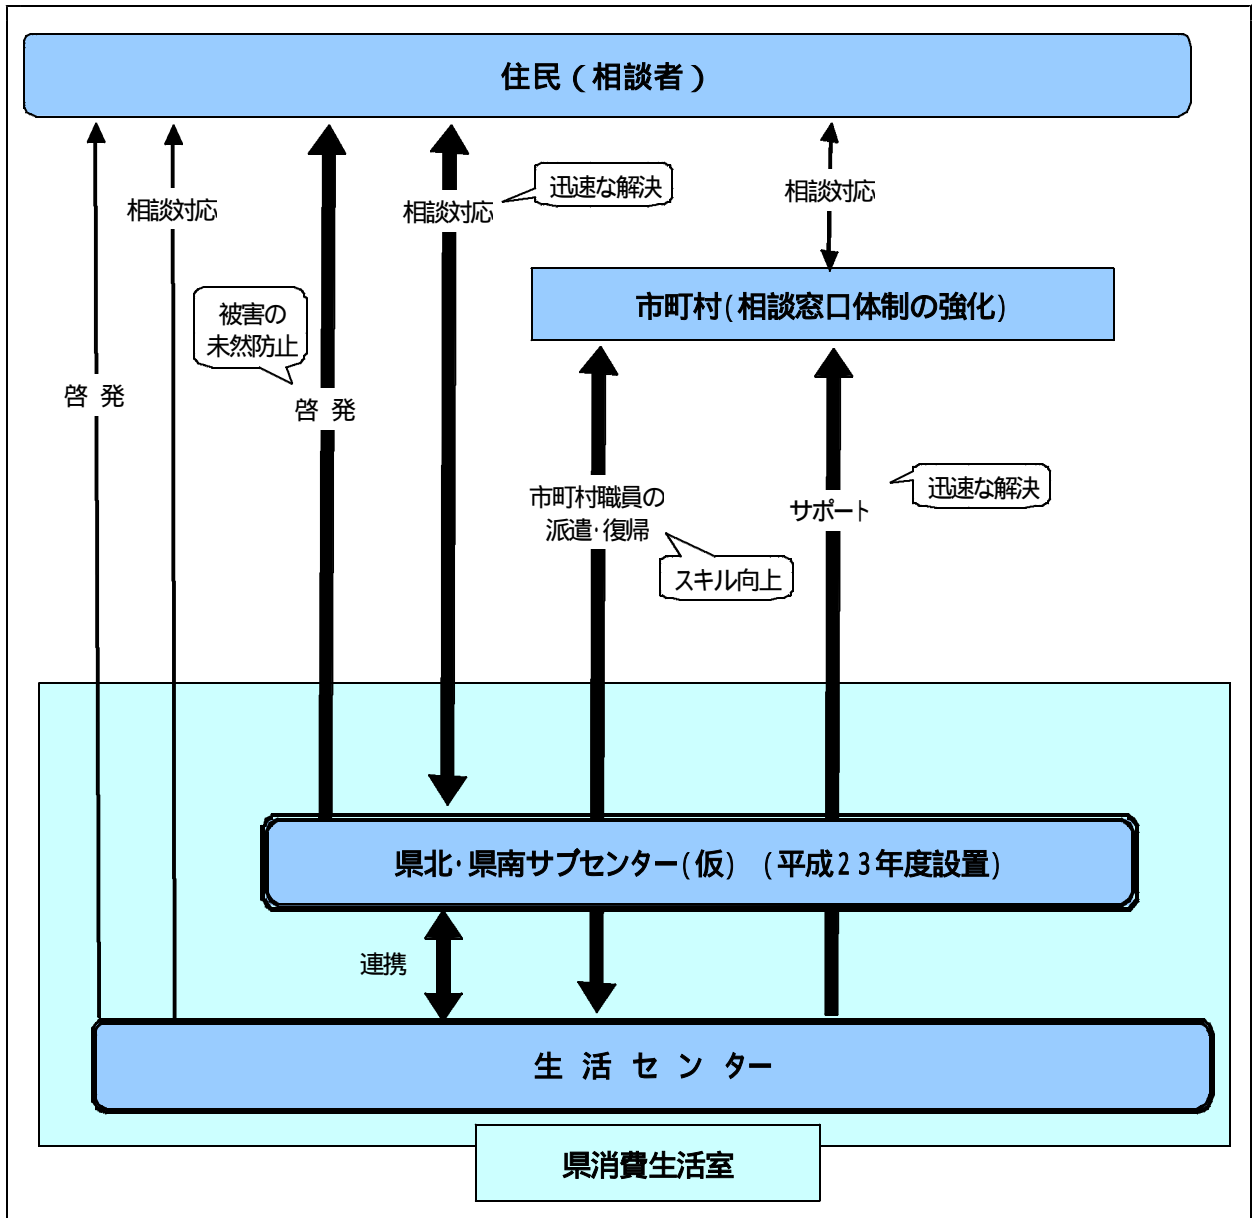 住民（相談者）
相談対応
相談対応
迅速な解決
相談対応
市町村(相談窓口体制の強化)
被害の
未然防止
啓 発
啓 発
市町村職員の
派遣・復帰
スキル向上
サポート
迅速な解決
県北・県南サブセンター(仮) (平成23年度設置)
連携
生 活 セ ン ター
県消費生活室